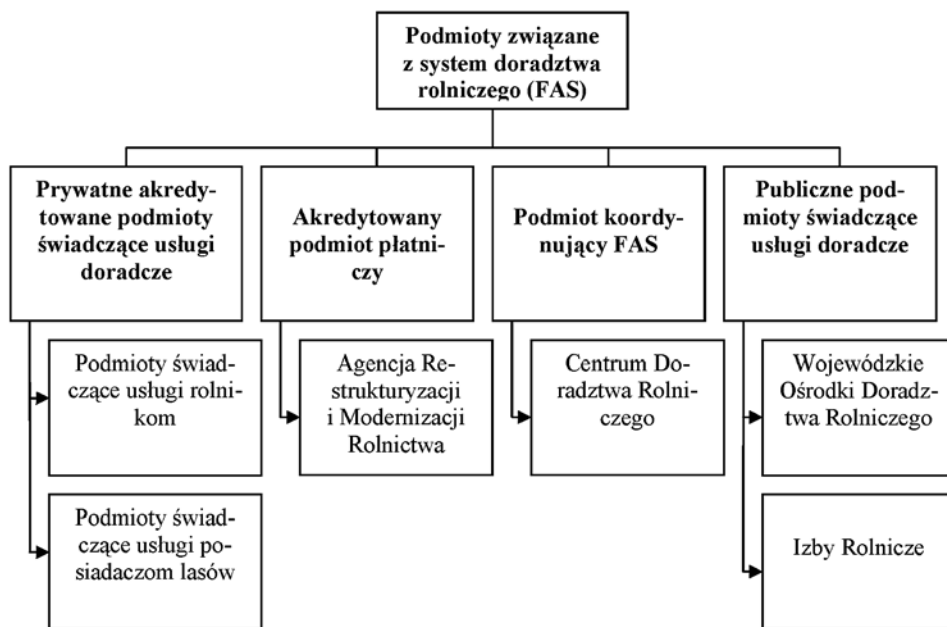 Podmioty związane
z system doradztwa
rolniczego (FAS)
Prywatne akredy-
towane podmioty
świadczące usługi
doradcze
Akredytowany
podmiot płatni-
czy
Podmiot koordy-
nujący FAS
Publiczne pod-
mioty świadczące
usługi doradcze
Podmioty świad-
czące usługi rolni-
kom
Agencja Re-
strukturyzacji
i Modernizacji
Rolnictwa
Centrum Do-
radztwa Rolni-
czego
Wojewódzkie
Ośrodki Doradz-
twa Rolniczego
Podmioty świad-
czące usługi po-
siadaczom lasów
Izby Rolnicze